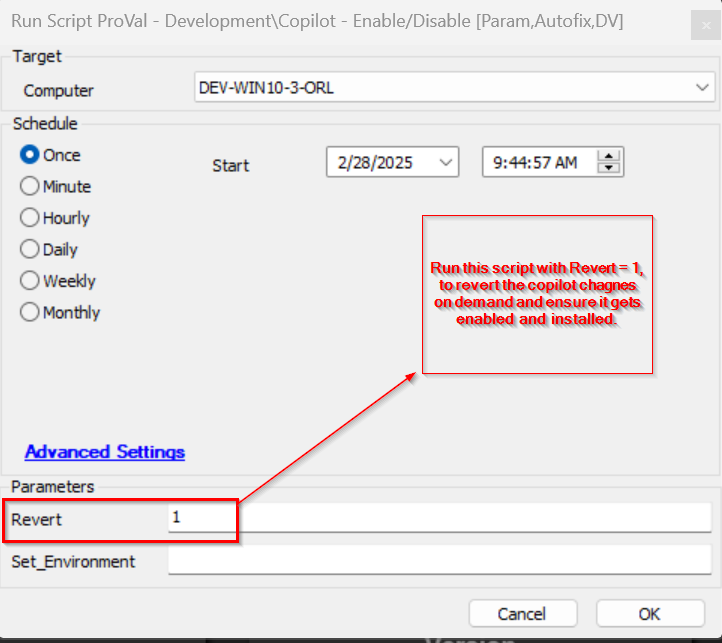 Run Script ProVal - Development\Copilot - Enable/Disable [Param,Autofix,DV]
Target
Computer
DEV-WIN10-3-ORL
Schedule
Once
Start
2/28/2025
9:44:57 AM
Minute
Hourly
Daily
Weekly
Monthly
Run this script with Revert = 1,
to revert the copilot chagnes
on demand and ensure it gets
enabled and installed.
Advanced Settings
Parameters
Revert
1
Set_Environment
Cancel
OK